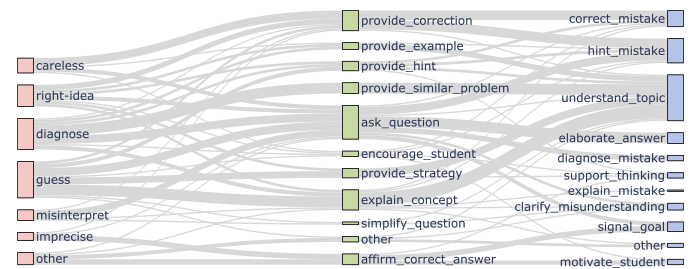 careless
right-idea
diagnose
guess
misinterpret
imprecise
other
provide_correction
provide_example
provide_hint
provide_similar_problem
ask_question
encourage_student
provide_strategy
explain_concept
simplify_question
other
affirm_correct_answer
correct_mistake
hint_mistake
understand_topic
elaborate_answer
diagnose_mistake
support_thinking
explain_mistake
clarify_misunderstanding
signal_goal
other
motivate_student